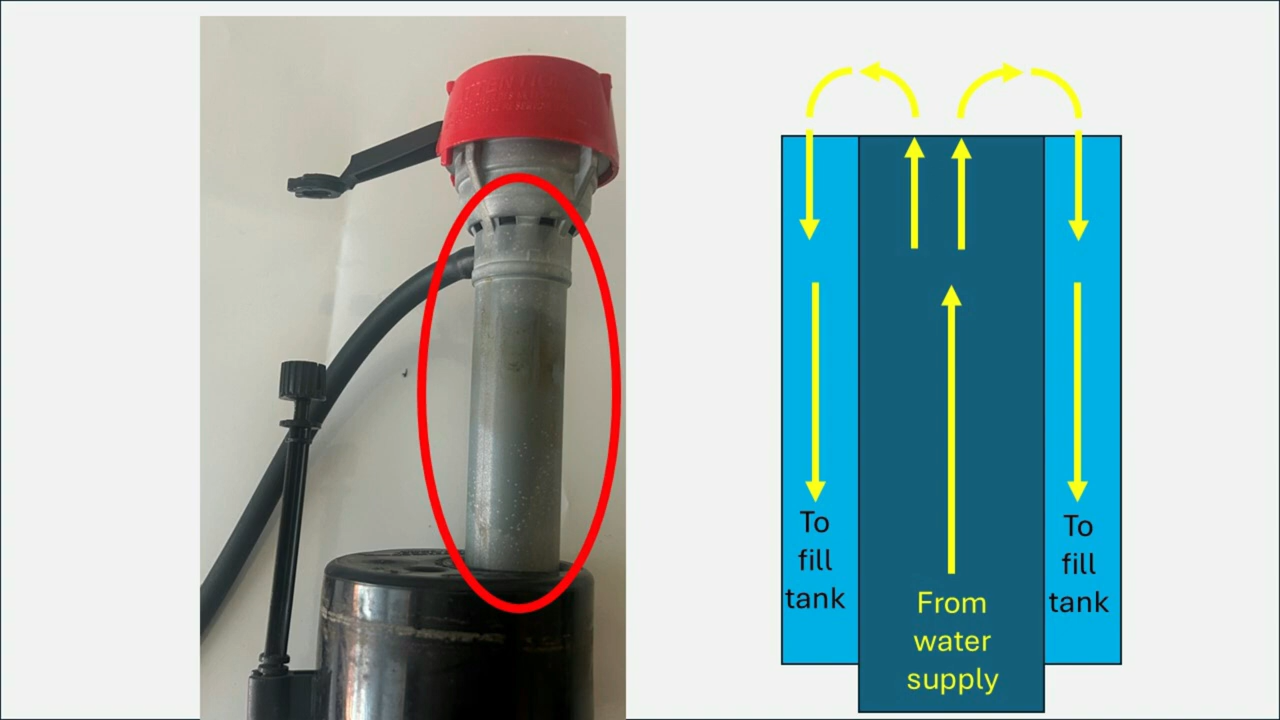 To
fill
tank
From
water
supply
To
fill
tank